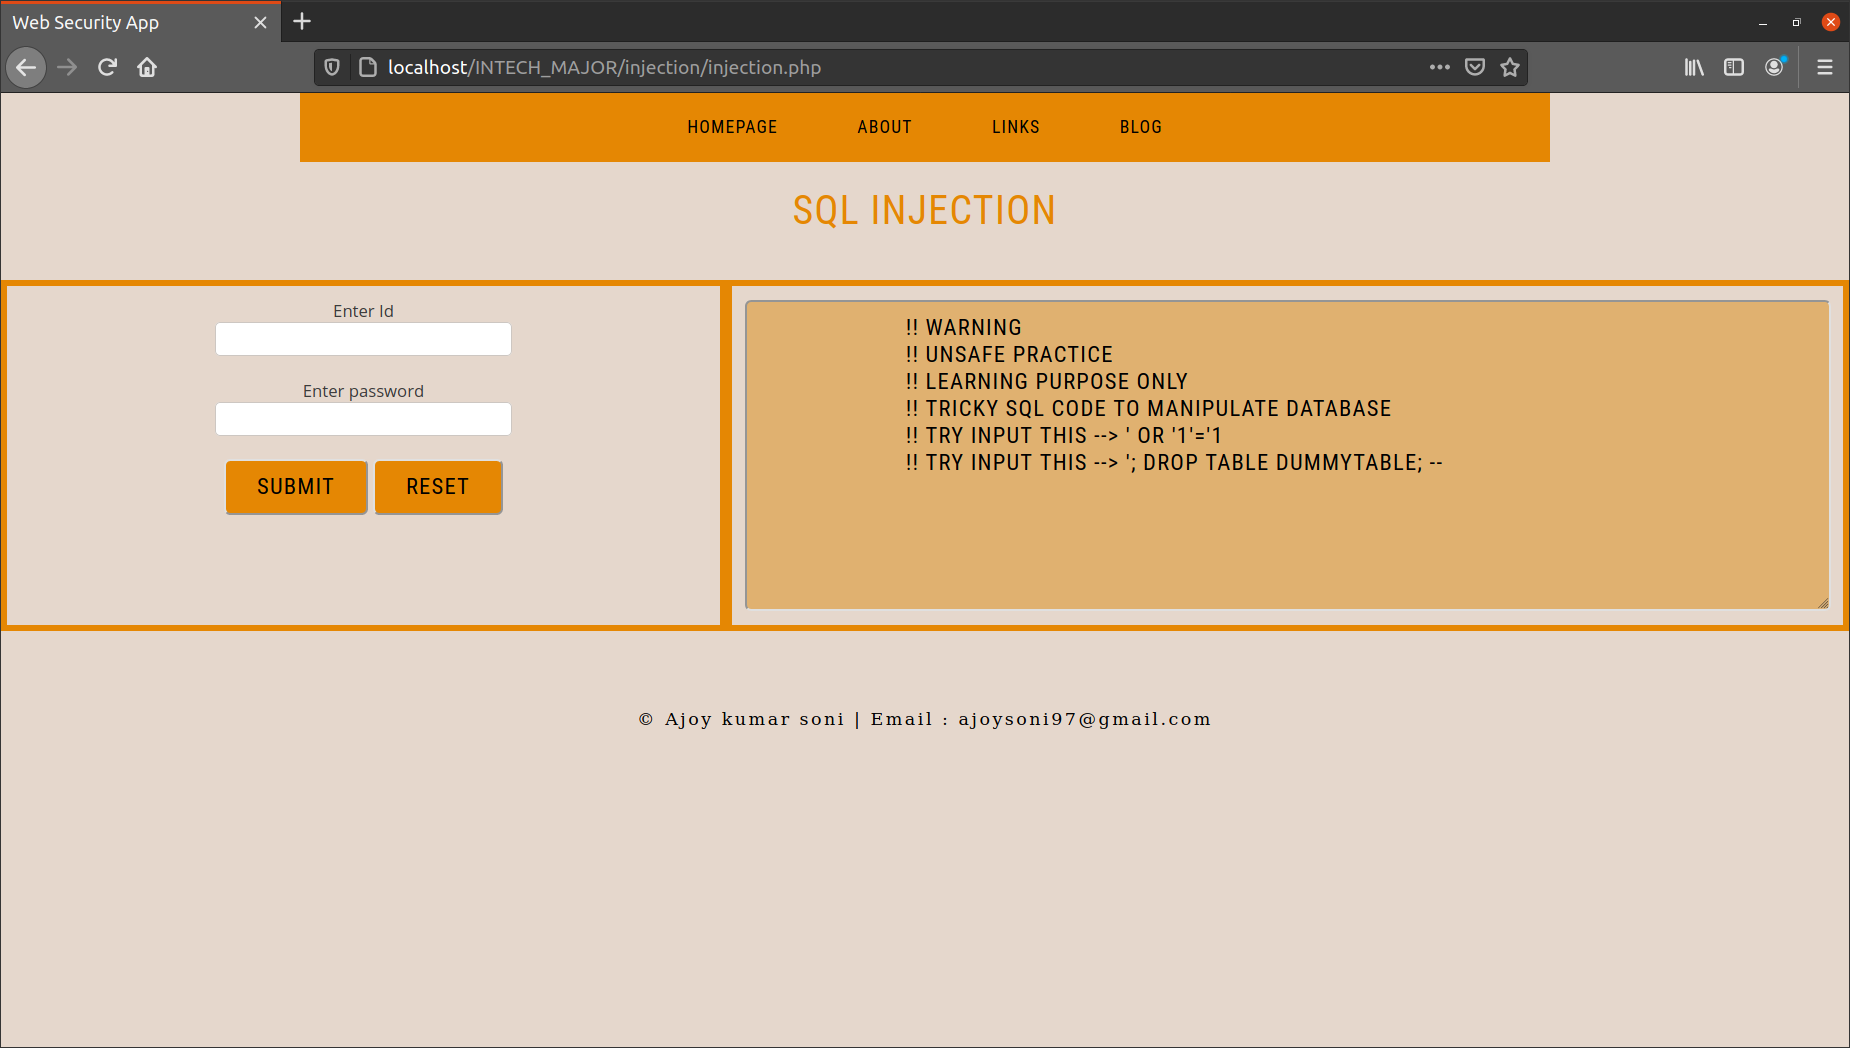 Web Security App
localhost/INTECH_MAJOR/injection/injection.php
HOMEPAGE ABOUT LINKS BLOG
SQL INJECTION
Enter Id
Enter password
SUBMIT RESET
!! WARNING
!! UNSAFE PRACTICE
!! LEARNING PURPOSE ONLY
!! TRICKY SQL CODE TO MANIPULATE DATABASE
!! TRY INPUT THIS --> ' OR '1'='1
!! TRY INPUT THIS --> '; DROP TABLE DUMMYTABLE; --
© Ajoy kumar soni | Email : ajoysoni97@gmail.com